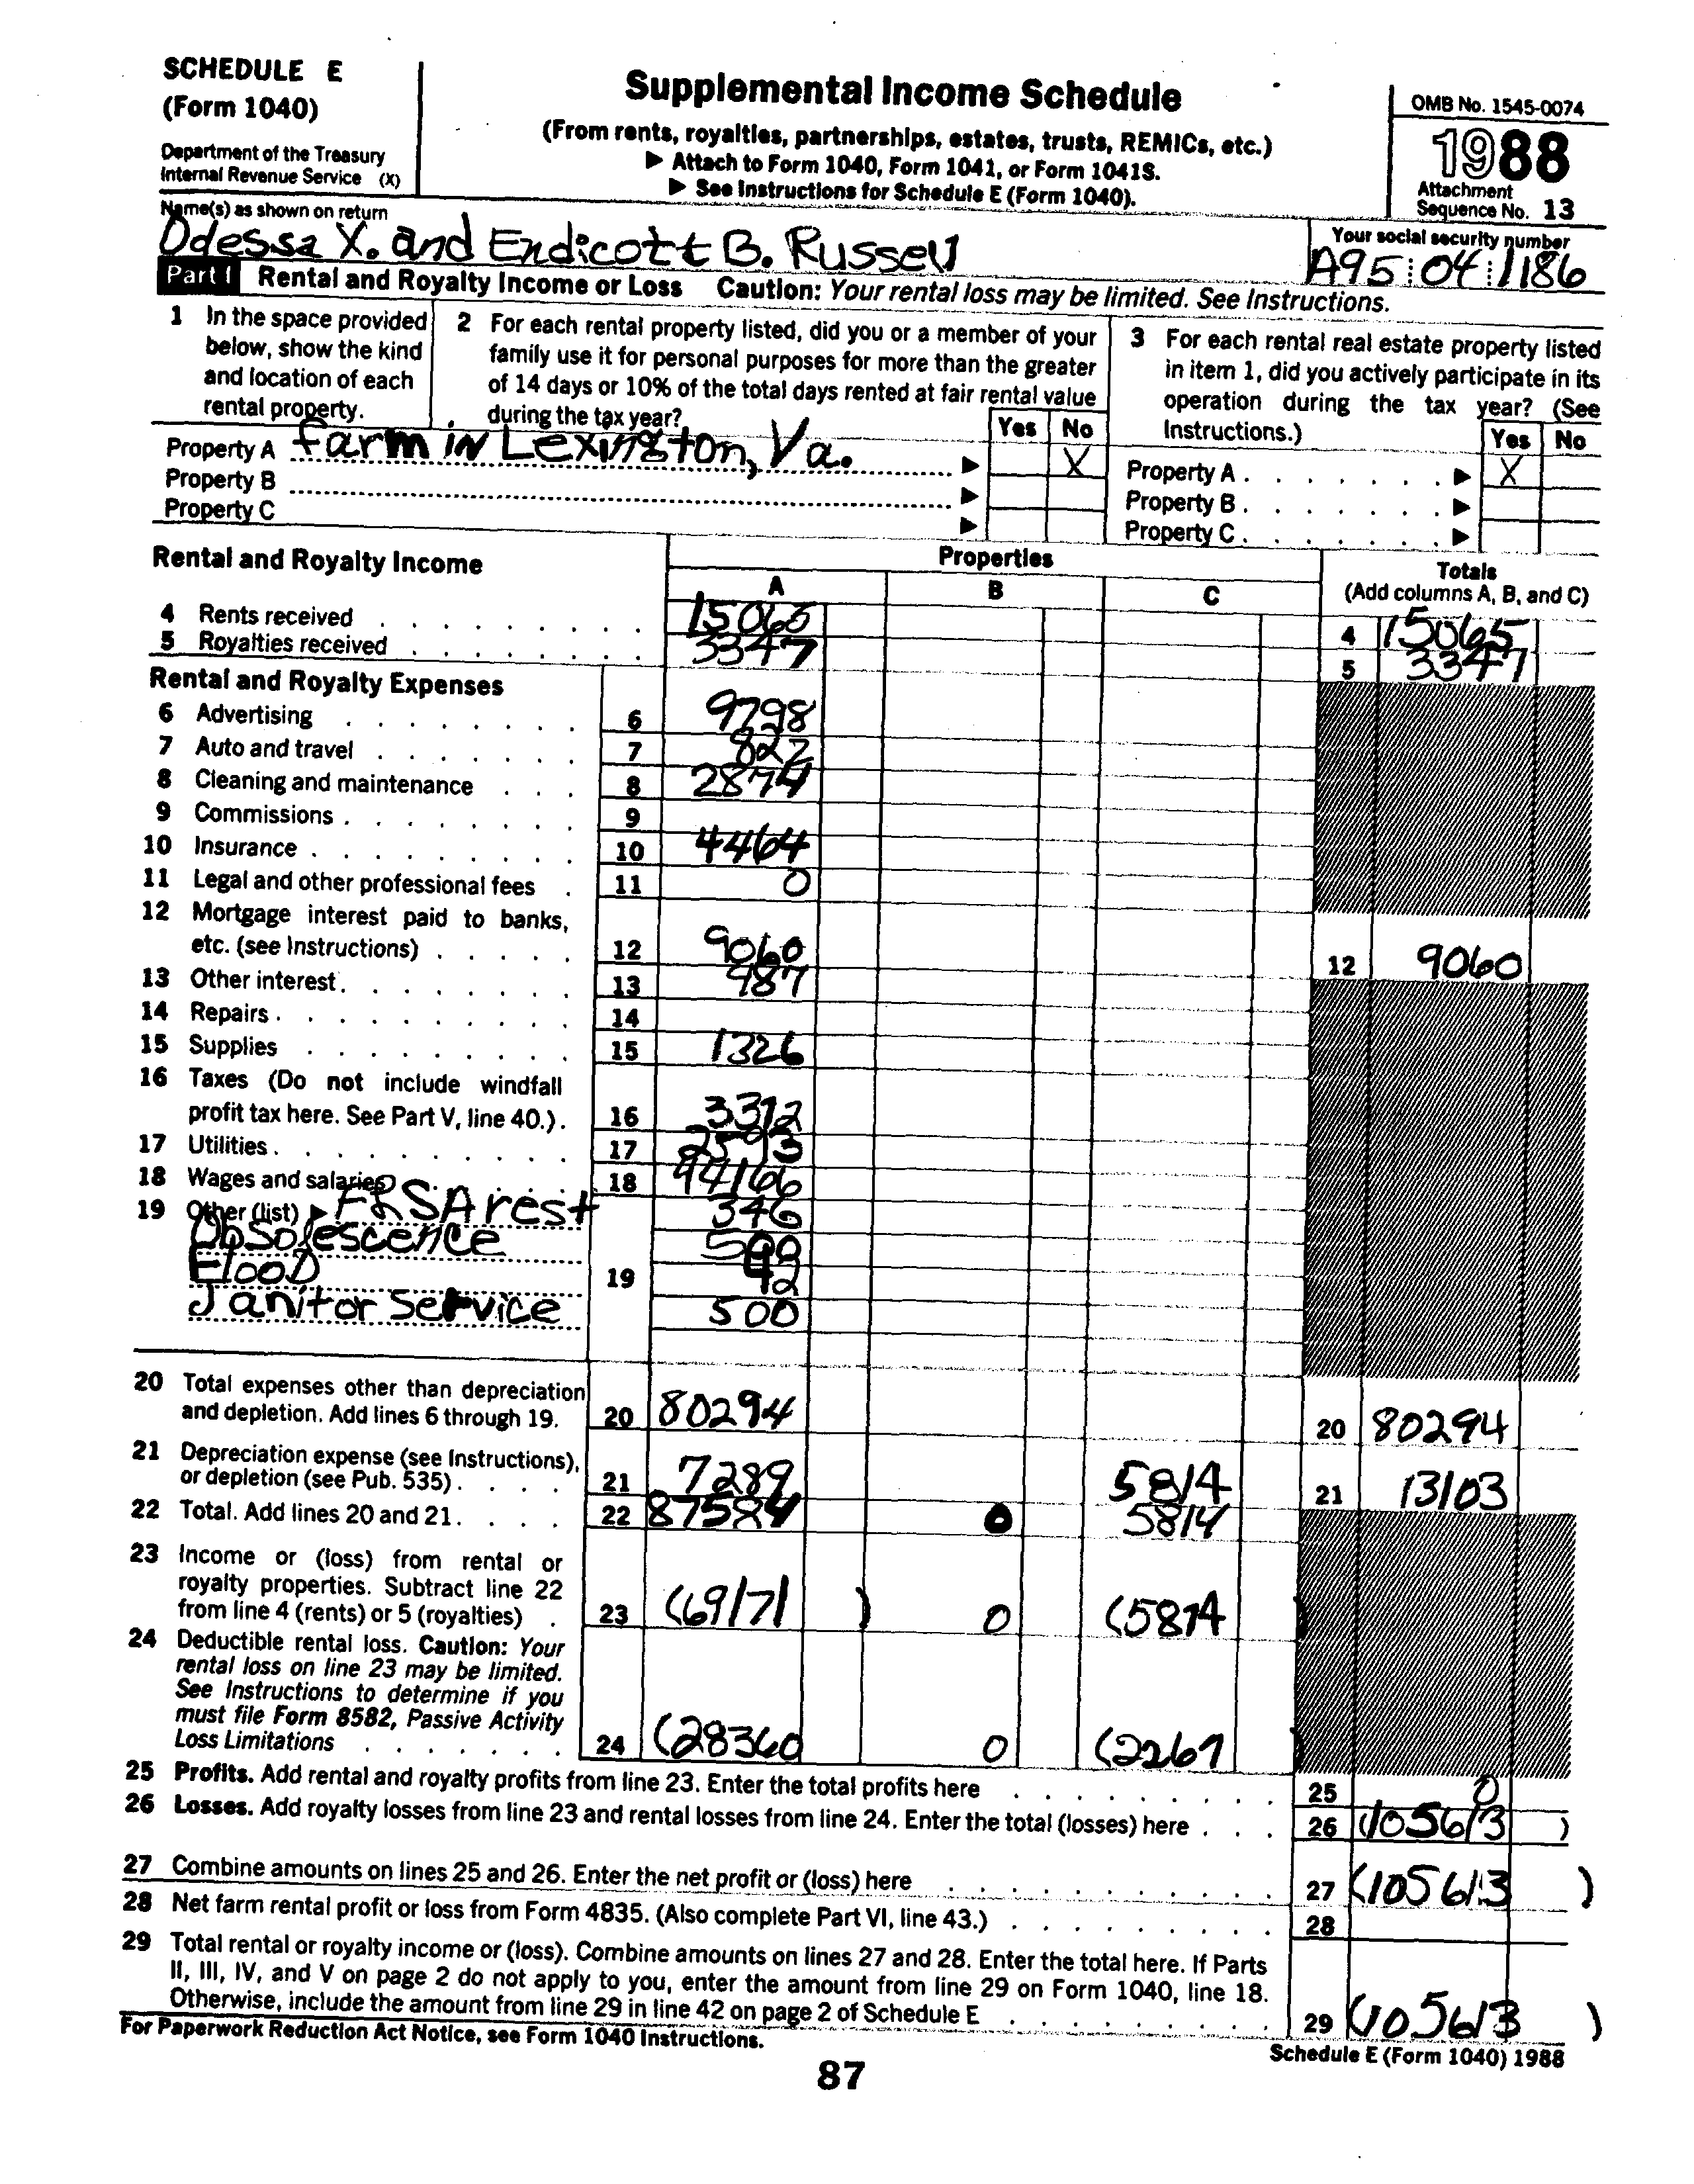 SCHEDULE E
(Form 1040)
Department of the Treasury
Internal Revenue Service (X)
Supplemental Income Schedule
(From rents, royalties, partnerships, estates, trusts, REMICs, etc.)
▶ Attach to Form 1040, Form 1041, or Form 1041S.
▶ See Instructions for Schedule E (Form 1040).
OMB No. 1545-0074
1988
Attachment
Sequence No. 13
Name(s) as shown on return
Odessa X. and Endicott B. Russell
Your social security number
A95 04 1186
Part I Rental and Royalty Income or Loss Caution: Your rental loss may be limited. See Instructions.
1 In the space provided below, show the kind and location of each rental property.
2 For each rental property listed, did you or a member of your family use it for personal purposes for more than the greater of 14 days or 10% of the total days rented at fair rental value during the tax year?
3 For each rental real estate property listed in item 1, did you actively participate in its operation during the tax year? (See Instructions.)
Yes No
Yes No
Property A farm in Lexington, Va. ▶ X
Property A . . . . . . . ▶ X
Property B ▶
Property B . . . . . . . ▶
Property C ▶
Property C . . . . . . . ▶
Rental and Royalty Income
Properties
A B C
Totals
(Add columns A, B, and C)
4 Rents received 15065 4 15065
5 Royalties received 3347 5 3347
Rental and Royalty Expenses
6 Advertising 6 9798
7 Auto and travel 7 822
8 Cleaning and maintenance 8 2874
9 Commissions 9
10 Insurance 10 4464
11 Legal and other professional fees 11 0
12 Mortgage interest paid to banks,
etc. (see Instructions) 12 9060 12 9060
13 Other interest 13 987
14 Repairs 14
15 Supplies 15 1326
16 Taxes (Do not include windfall
profit tax here. See Part V, line 40.) 16 3312
17 Utilities 17
18 Wages and salaries 18 44166
19 Other (list) ▶ 346
Obsolescence
Flood 19 42
Janitor Service 500
20 Total expenses other than depreciation
and depletion. Add lines 6 through 19. 20 80294 20 80294
21 Depreciation expense (see Instructions),
or depletion (see Pub. 535) 21 7289 5814 21 13103
22 Total. Add lines 20 and 21. 22 87584 0 5814
23 Income or (loss) from rental or
royalty properties. Subtract line 22
from line 4 (rents) or 5 (royalties) 23 (69171 ) 0 (5814 )
24 Deductible rental loss. Caution: Your
rental loss on line 23 may be limited.
See Instructions to determine if you
must file Form 8582, Passive Activity
Loss Limitations 24 (28360 0 (2267 )
25 Profits. Add rental and royalty profits from line 23. Enter the total profits here 25 0
26 Losses. Add royalty losses from line 23 and rental losses from line 24. Enter the total (losses) here 26 (105613 )
27 Combine amounts on lines 25 and 26. Enter the net profit or (loss) here 27 (105613 )
28 Net farm rental profit or loss from Form 4835. (Also complete Part VI, line 43.) 28
29 Total rental or royalty income or (loss). Combine amounts on lines 27 and 28. Enter the total here. If Parts
II, III, IV, and V on page 2 do not apply to you, enter the amount from line 29 on Form 1040, line 18.
Otherwise, include the amount from line 29 in line 42 on page 2 of Schedule E 29 (105613 )
For Paperwork Reduction Act Notice, see Form 1040 Instructions.
Schedule E (Form 1040) 1988
87